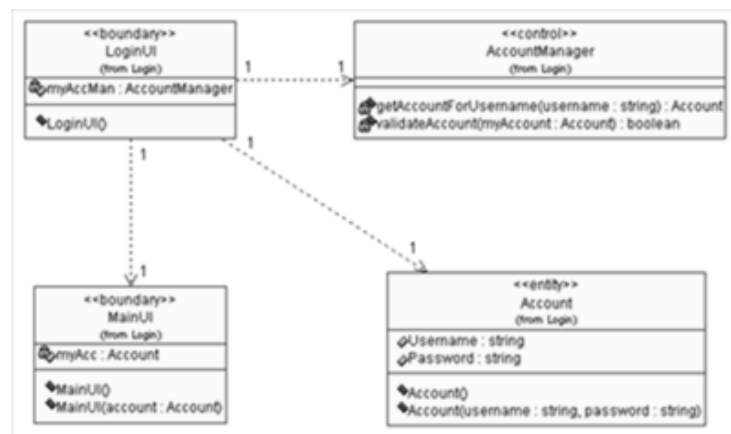 <<boundary>>
LoginUI
(from Login)
myAccMan : AccountManager
LoginUI()
1
1
<<control>>
AccountManager
(from Login)
getAccountForUsername(username : string) : Account
validateAccount(myAccount : Account) : boolean
1
1
1
1
<<boundary>>
MainUI
(from Login)
myAcc : Account
MainUI()
MainUI(account : Account)
<<entity>>
Account
(from Login)
Username : string
Password : string
Account()
Account(username : string, password : string)